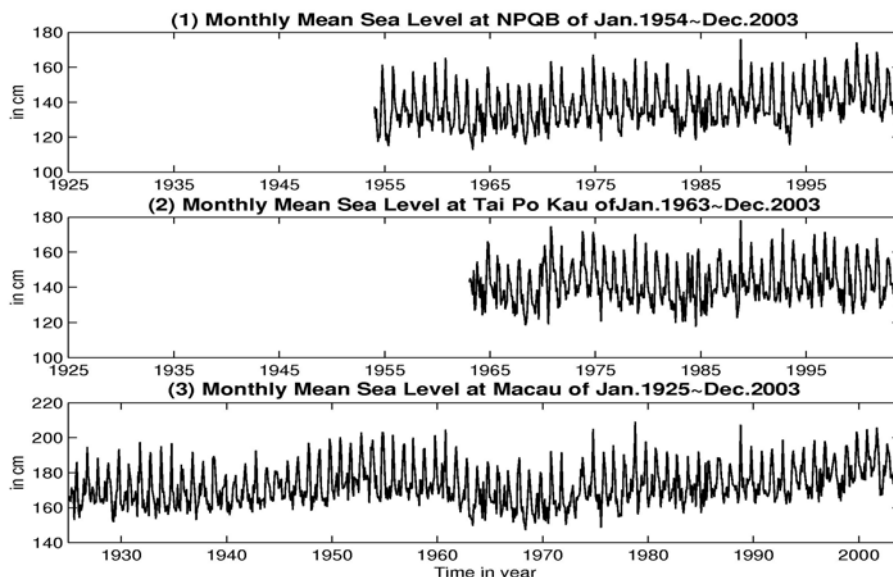 (1) Monthly Mean Sea Level at NPQB of Jan.1954~Dec.2003
180
160
140
120
100
in cm
1925 1935 1945 1955 1965 1975 1985 1995
(2) Monthly Mean Sea Level at Tai Po Kau ofJan.1963~Dec.2003
180
160
140
120
100
in cm
1925 1935 1945 1955 1965 1975 1985 1995
(3) Monthly Mean Sea Level at Macau of Jan.1925~Dec.2003
220
200
180
160
140
in cm
1930 1940 1950 1960 1970 1980 1990 2000
Time in year